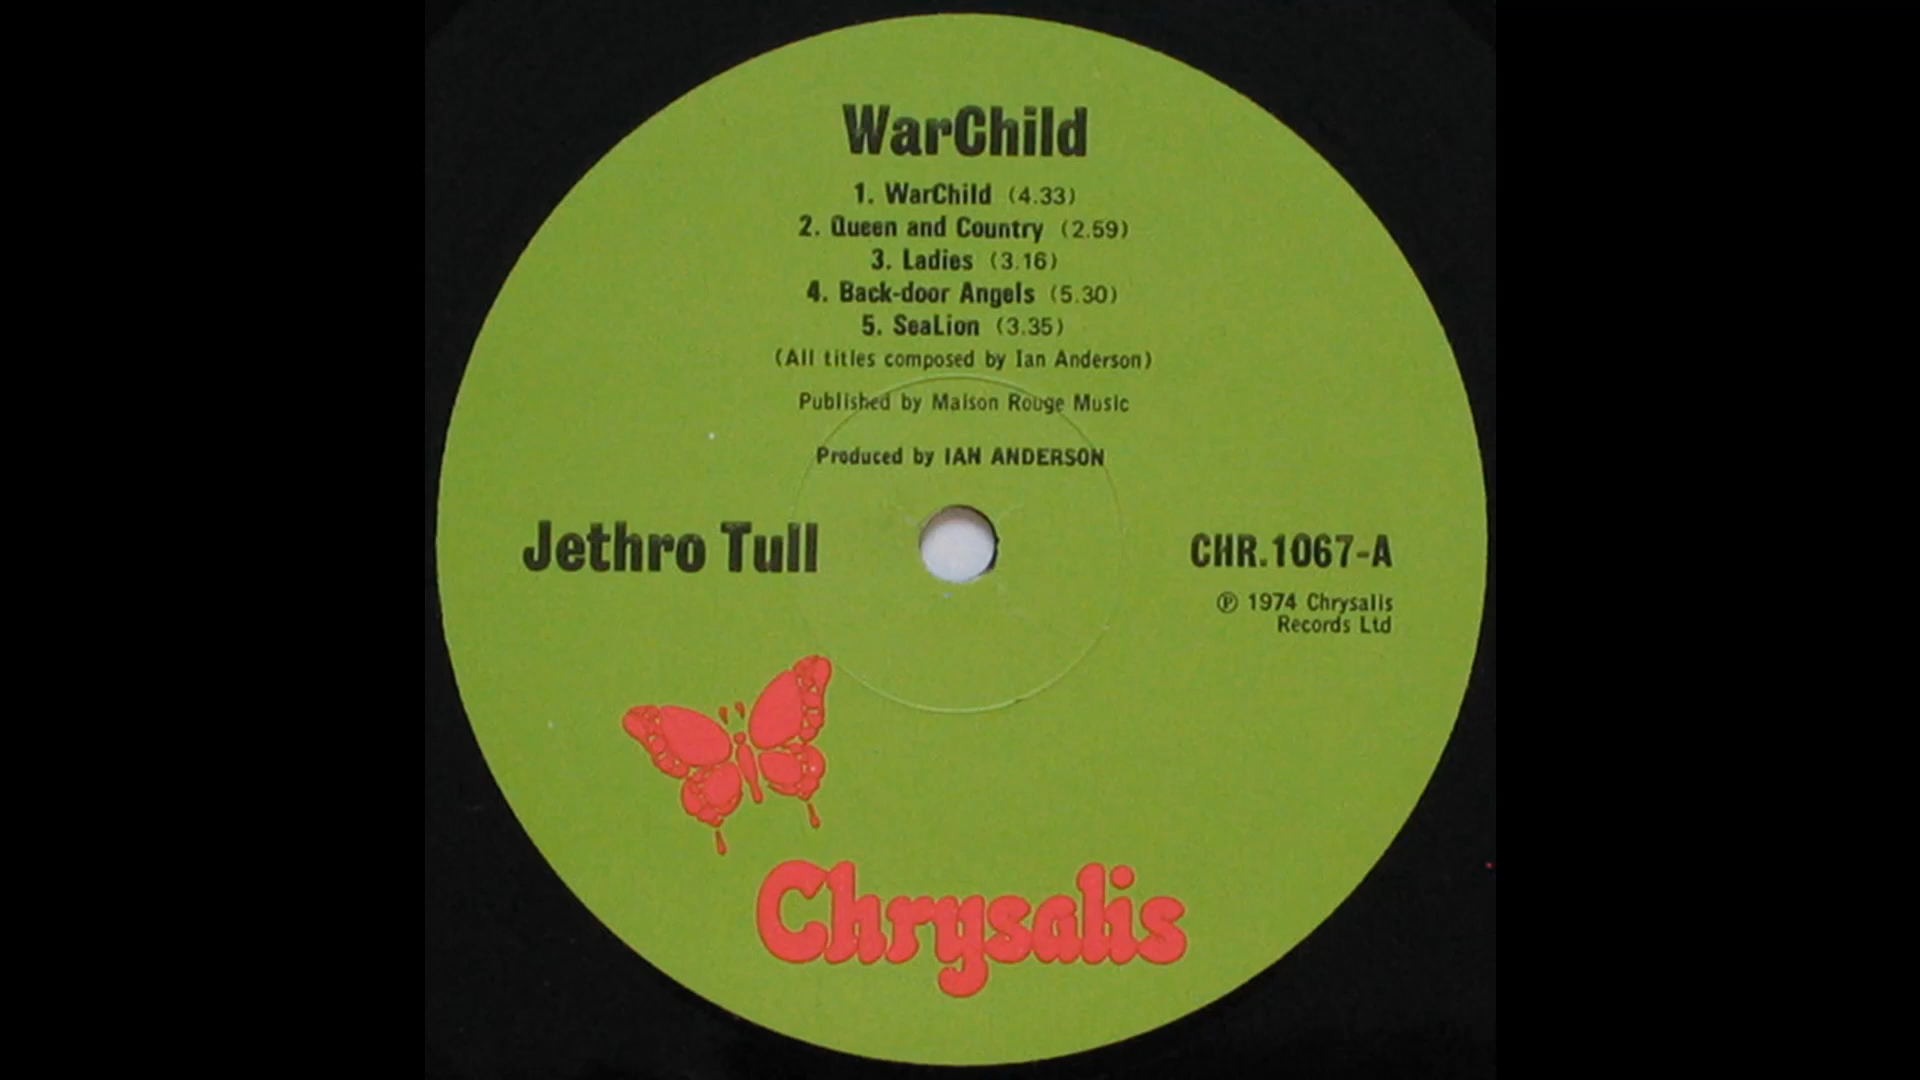 WarChild
1. WarChild (4.33)
2. Queen and Country (2.59)
3. Ladies (3.16)
4. Back-door Angels (5.30)
5. SeaLion (3.35)
(All titles composed by Ian Anderson)
Published by Maison Rouge Music
Produced by IAN ANDERSON
Jethro Tull
CHR.1067-A
℗ 1974 Chrysalis
Records Ltd
Chrysalis